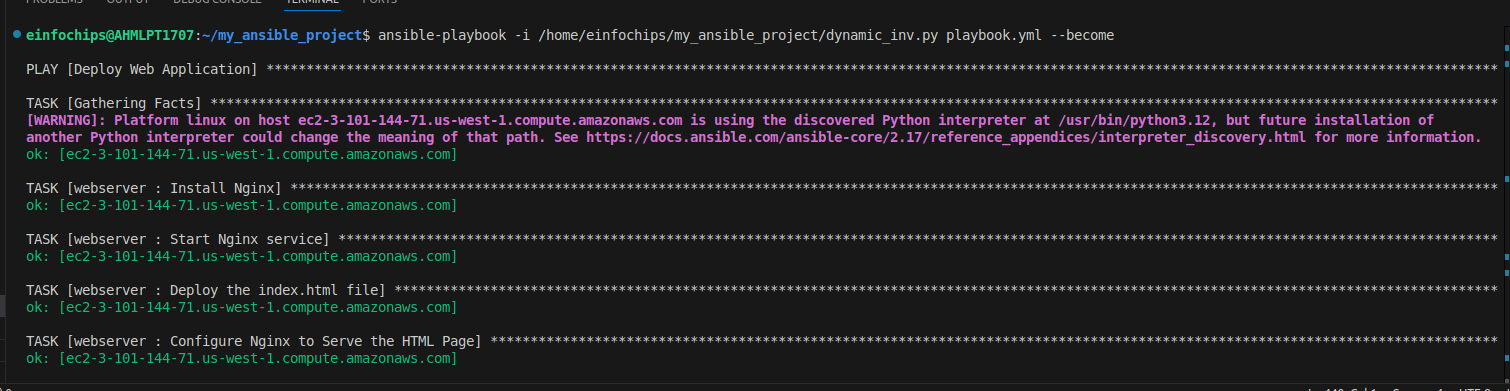 PROBLEMS OUTPUT DEBUG CONSOLE TERMINAL PORTS
einfochips@AHMLPT1707:~/my_ansible_project$ ansible-playbook -i /home/einfochips/my_ansible_project/dynamic_inv.py playbook.yml --become
PLAY [Deploy Web Application] **********************************************************************************************************************************************************
TASK [Gathering Facts] *****************************************************************************************************************************************************************
[WARNING]: Platform linux on host ec2-3-101-144-71.us-west-1.compute.amazonaws.com is using the discovered Python interpreter at /usr/bin/python3.12, but future installation of
another Python interpreter could change the meaning of that path. See https://docs.ansible.com/ansible-core/2.17/reference_appendices/interpreter_discovery.html for more information.
ok: [ec2-3-101-144-71.us-west-1.compute.amazonaws.com]
TASK [webserver : Install Nginx] *******************************************************************************************************************************************************
ok: [ec2-3-101-144-71.us-west-1.compute.amazonaws.com]
TASK [webserver : Start Nginx service] *************************************************************************************************************************************************
ok: [ec2-3-101-144-71.us-west-1.compute.amazonaws.com]
TASK [webserver : Deploy the index.html file] ******************************************************************************************************************************************
ok: [ec2-3-101-144-71.us-west-1.compute.amazonaws.com]
TASK [webserver : Configure Nginx to Serve the HTML Page] ******************************************************************************************************************************
ok: [ec2-3-101-144-71.us-west-1.compute.amazonaws.com]